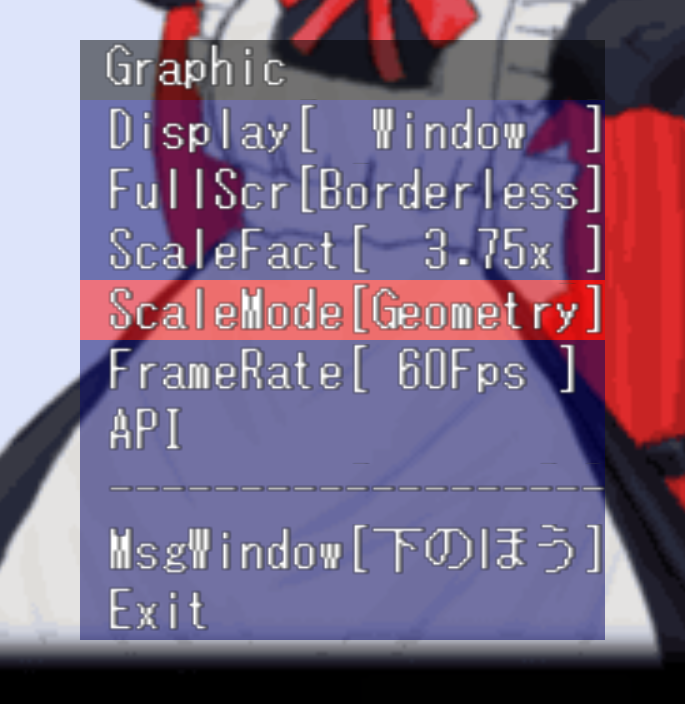 Graphic
Display[  Window  ]
FullScr[Borderless]
ScaleFact[  3.75x ]
ScaleMode[Geometry]
FrameRate[ 60Fps ]
API
--------------------
MsgWindow[下のほう]
Exit